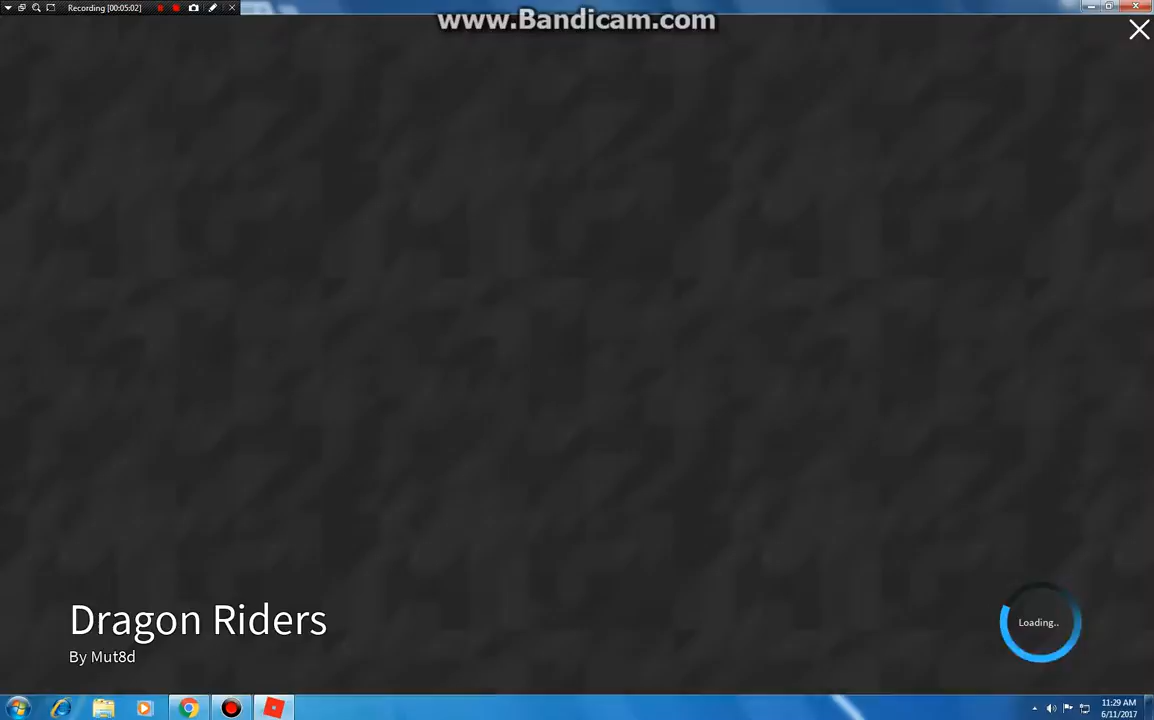 Recording [00:05:02]
www.Bandicam.com
Dragon Riders
By Mut8d
Loading..
11:29 AM
6/11/2017